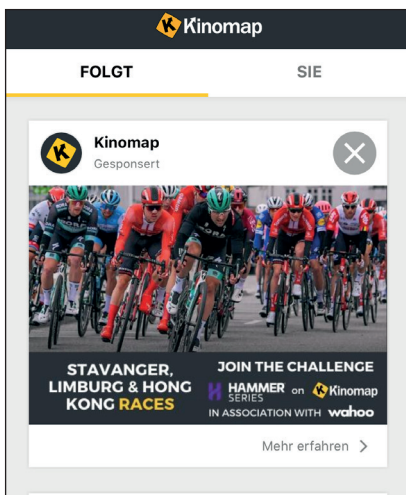 Kinomap
FOLGT
SIE
Kinomap
Gesponsert
BORA
STAVANGER,
LIMBURG & HONG
KONG RACES
JOIN THE CHALLENGE
HAMMER SERIES on Kinomap
IN ASSOCIATION WITH wahoo
Mehr erfahren >